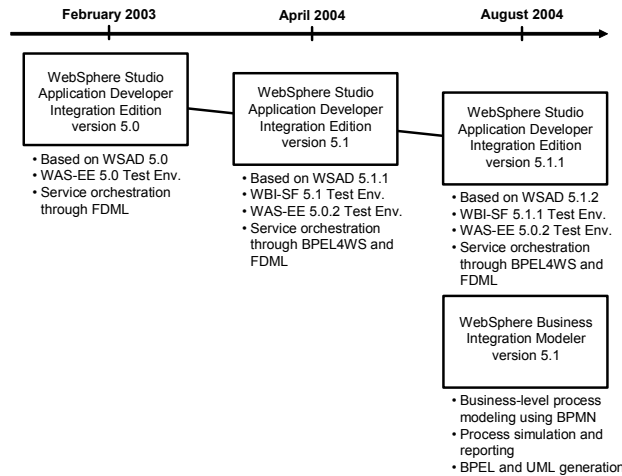 February 2003
April 2004
August 2004
WebSphere Studio
Application Developer
Integration Edition
version 5.0
• Based on WSAD 5.0
• WAS-EE 5.0 Test Env.
• Service orchestration
through FDML
WebSphere Studio
Application Developer
Integration Edition
version 5.1
• Based on WSAD 5.1.1
• WBI-SF 5.1 Test Env.
• WAS-EE 5.0.2 Test Env.
• Service orchestration
through BPEL4WS and
FDML
WebSphere Studio
Application Developer
Integration Edition
version 5.1.1
• Based on WSAD 5.1.2
• WBI-SF 5.1.1 Test Env.
• WAS-EE 5.0.2 Test Env.
• Service orchestration
through BPEL4WS and
FDML
WebSphere Business
Integration Modeler
version 5.1
• Business-level process
modeling using BPMN
• Process simulation and
reporting
• BPEL and UML generation